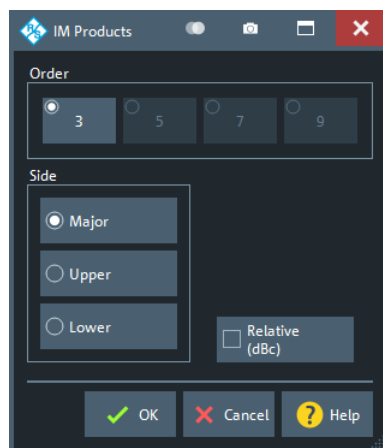 IM Products
Order
3 5 7 9
Side
Major
Upper
Lower
Relative
(dBc)
OK Cancel ? Help